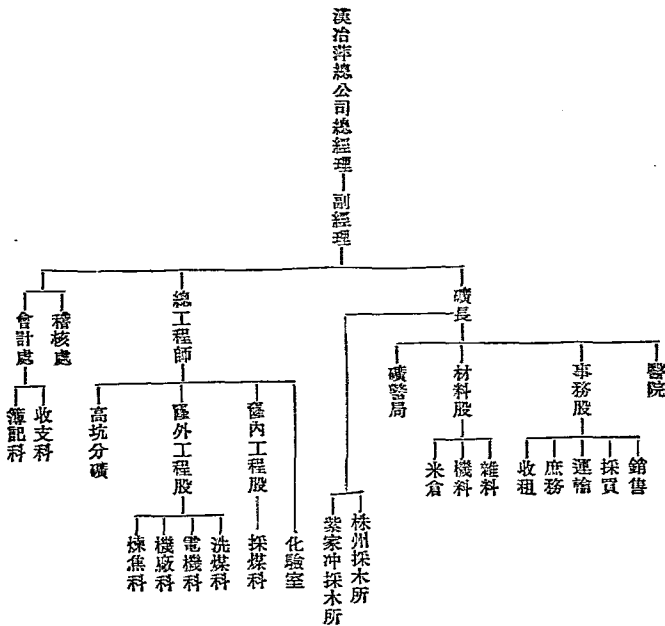 漢冶萍總公司總經理
副經理
礦長
醫院
事務股
銷售
採買
運輸
庶務
收租
材料股
雜料
機料
米倉
礦警局
株州採木所
紫家冲採木所
總工程師
化驗室
窿內工程股
採煤科
窿外工程股
洗煤科
電機科
機廠科
煉焦科
高坑分礦
稽核處
會計處
收支科
簿記科